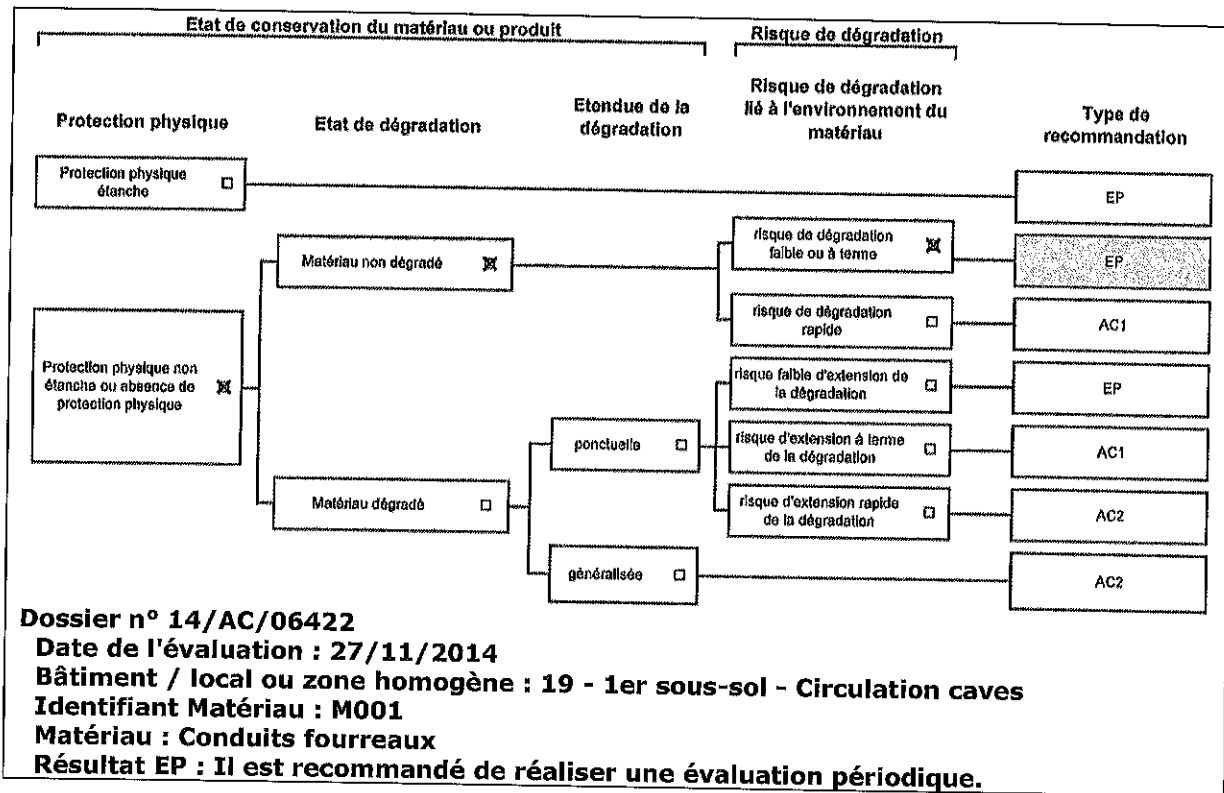 Etat de conservation du matériau ou produit
Risque de dégradation
Protection physique
Etat de dégradation
Etendue de la
dégradation
Risque de dégradation
lié à l'environnement du
matériau
Type de
recommandation
Protection physique
étanche
EP
Matériau non dégradé
risque de dégradation
faible ou à terme
EP
risque de dégradation
rapide
AC1
Protection physique non
étanche ou absence de
protection physique
risque faible d'extension de
la dégradation
EP
ponctuelle
risque d'extension à terme
de la dégradation
AC1
Matériau dégradé
risque d'extension rapide
de la dégradation
AC2
généralisée
AC2
Dossier n° 14/AC/06422
Date de l'évaluation : 27/11/2014
Bâtiment / local ou zone homogène : 19 - 1er sous-sol - Circulation caves
Identifiant Matériau : M001
Matériau : Conduits fourreaux
Résultat EP : Il est recommandé de réaliser une évaluation périodique.